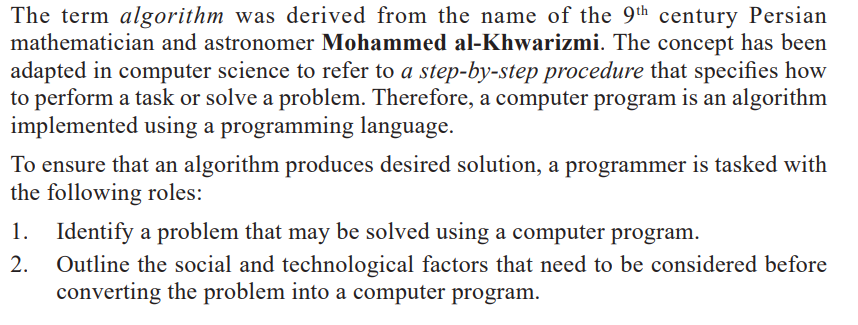 The term algorithm was derived from the name of the 9th century Persian
mathematician and astronomer Mohammed al-Khwarizmi. The concept has been
adapted in computer science to refer to a step-by-step procedure that specifies how
to perform a task or solve a problem. Therefore, a computer program is an algorithm
implemented using a programming language.
To ensure that an algorithm produces desired solution, a programmer is tasked with
the following roles:
1. Identify a problem that may be solved using a computer program.
2. Outline the social and technological factors that need to be considered before
converting the problem into a computer program.